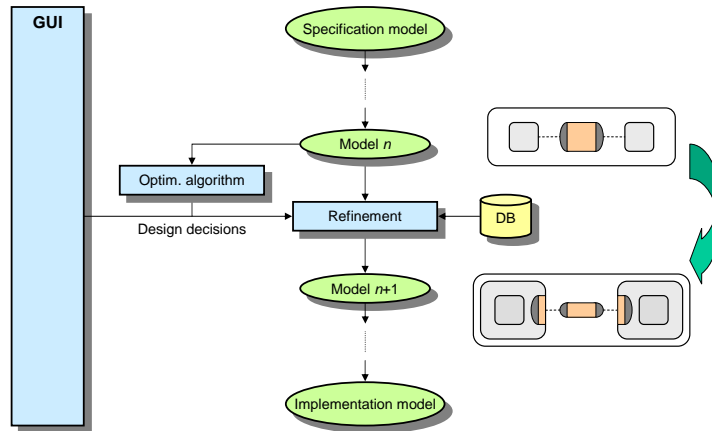 GUI
Specification model
Model n
Optim. algorithm
Refinement
DB
Design decisions
Model n+1
Implementation model